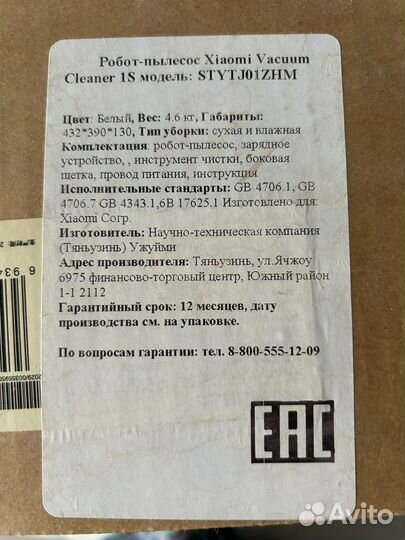 Робот-пылесос Xiaomi Vacuum
Cleaner 1S модель: STYTJ01ZHM
Цвет: Белый, Вес: 4.6 кг, Габариты:
432*390*130, Тип уборки: сухая и влажная
Комплектация: робот-пылесос, зарядное
устройство, , инструмент чистки, боковая
щетка, провод питания, инструкция
Исполнительные стандарты: GB 4706.1, GB
4706.7 GB 4343.1,6B 17625.1 Изготовлено для:
Xiaomi Corp.
Изготовитель: Научно-техническая компания
(Тяньузинь) Ужуйми
Адрес производителя: Тяньузинь, ул.Ячжоу
6975 финансово-торговый центр, Южный район
1-1 2112
Гарантийный срок: 12 месяцев, дату
производства см. на упаковке.
По вопросам гарантии: тел. 8-800-555-12-09
EAC
6 934
Avito